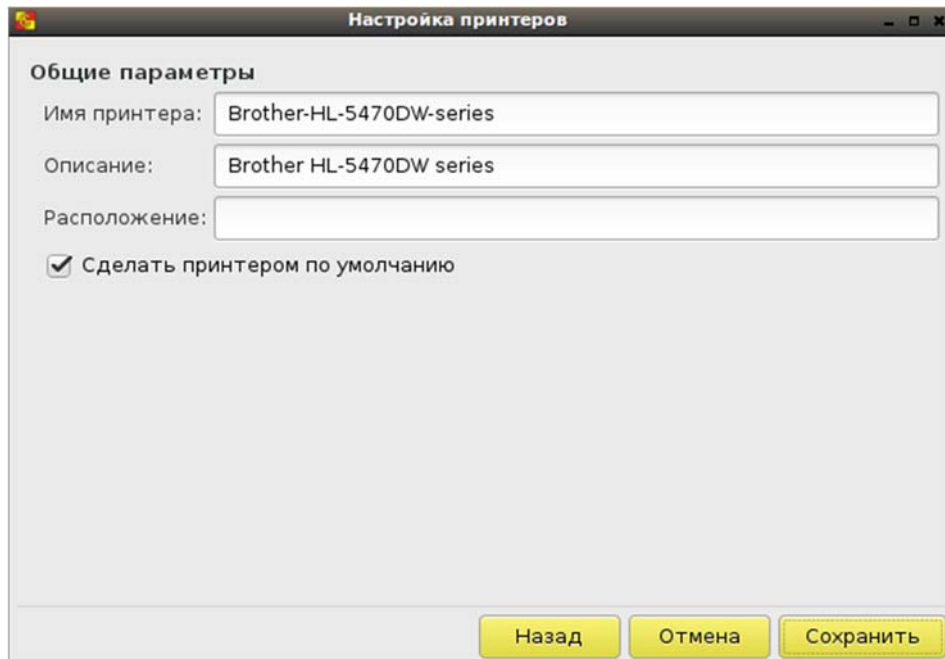 Настройка принтеров
Общие параметры
Имя принтера: Brother-HL-5470DW-series
Описание: Brother HL-5470DW series
Расположение:
Сделать принтером по умолчанию
Назад Отмена Сохранить